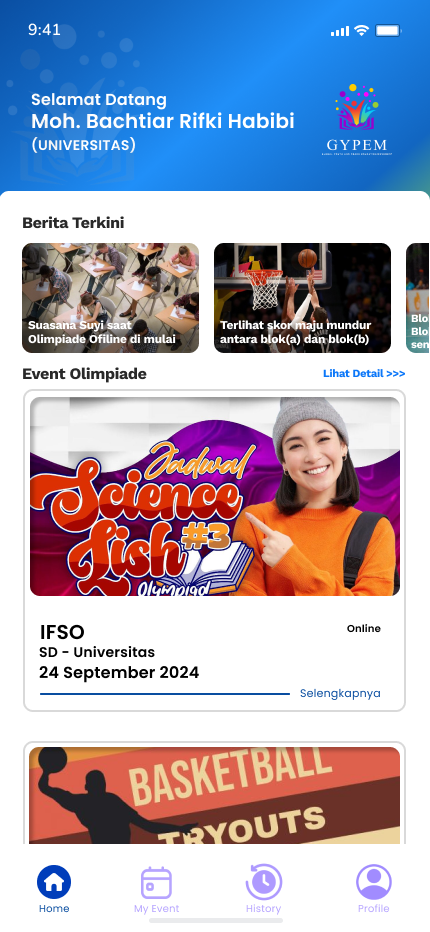 9:41
Selamat Datang
Moh. Bachtiar Rifki Habibi
(UNIVERSITAS)
GYPEM
Berita Terkini
Suasana Suyi saat
Olimpiade Ofiline di mulai
Terlihat skor maju mundur
antara blok(a) dan blok(b)
Blo
Blo
sen
Event Olimpiade
Lihat Detail >>>
Jadwal
Science
#3
Lish
Olympiad
IFSO
Online
SD - Universitas
24 September 2024
Selengkapnya
BASKETBALL
TRYOUTS
Home
My Event
History
Profile